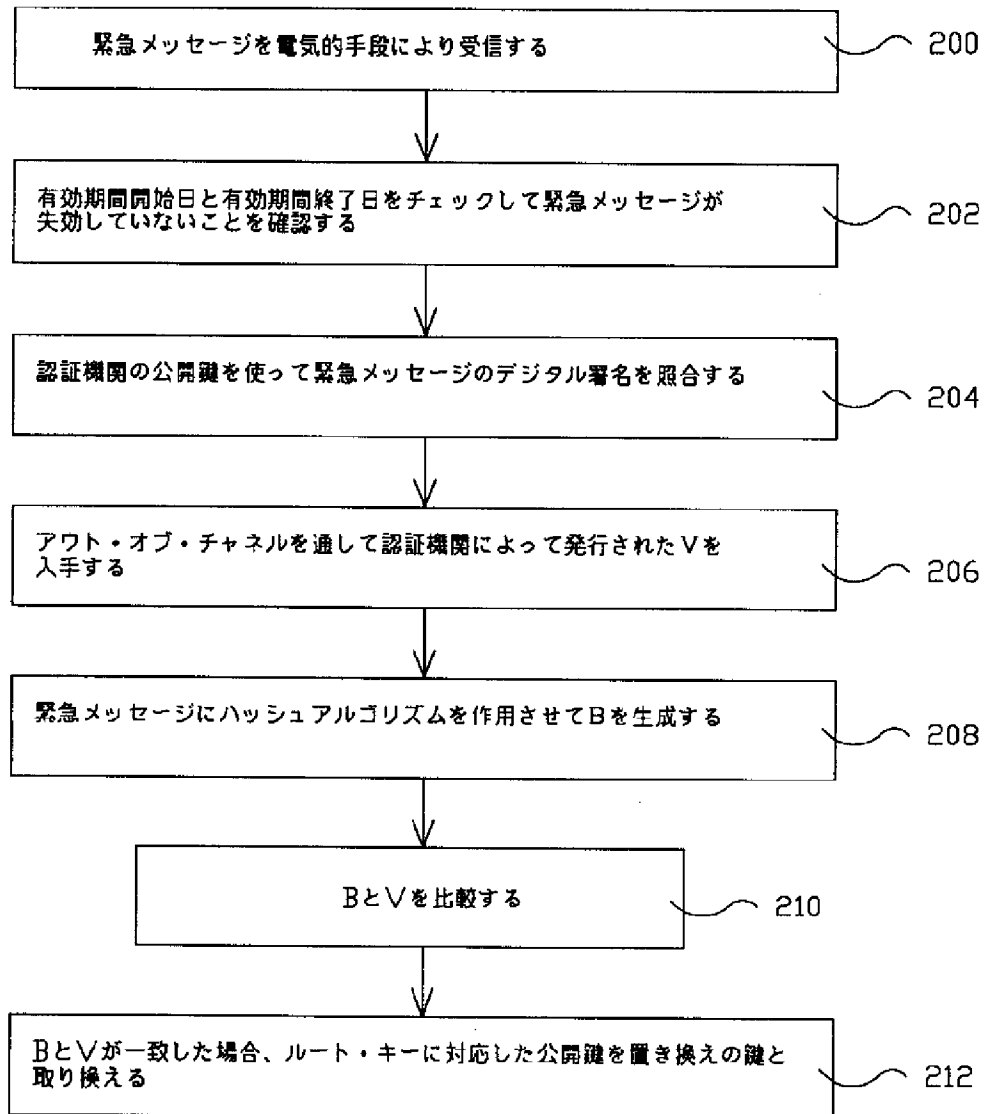 緊急メッセージを電気的手段により受信する
200
有効期間開始日と有効期間終了日をチェックして緊急メッセージが
失効していないことを確認する
202
認証機関の公開鍵を使って緊急メッセージのデジタル署名を照合する
204
アウト・オブ・チャネルを通して認証機関によって発行されたVを
入手する
206
緊急メッセージにハッシュアルゴリズムを作用させてBを生成する
208
BとVを比較する
210
BとVが一致した場合、ルート・キーに対応した公開鍵を置き換えの鍵と
取り換える
212